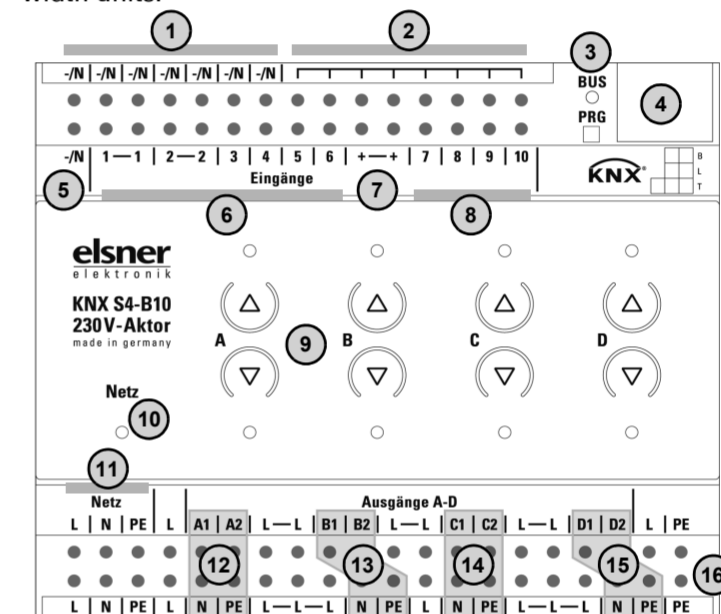 width units.
1 2
3
-/N | -/N | -/N | -/N | -/N | -/N | -/N
BUS
4
PRG
-/N | 1 — 1 | 2 — 2 | 3 | 4 | 5 | 6 | + — + | 7 | 8 | 9 | 10
Eingänge
KNX®
B
L
T
5 6 7 8
elsner
elektronik
KNX S4-B10
230V-Aktor
made in germany
A 9 B C D
Netz
10
11
Netz Ausgänge A-D
L | N | PE | L | A1 | A2 | L — L | B1 | B2 | L — L | C1 | C2 | L — L | D1 | D2 | L | PE
12 13 14 15 16
L | N | PE | L | N | PE | L — L — L | N | PE | L | N | PE | L — L — L | N | PE | L